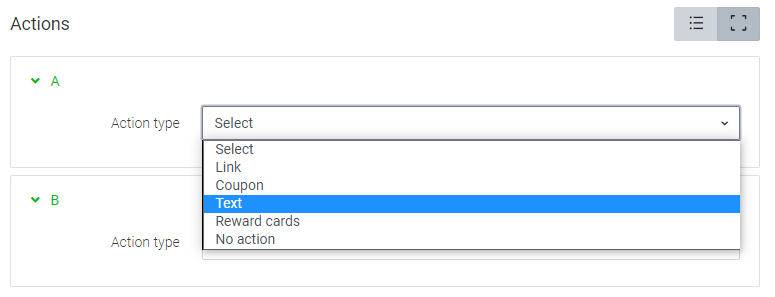 Actions
A
Action type
Select
Select
Link
Coupon
Text
Reward cards
No action
B
Action type